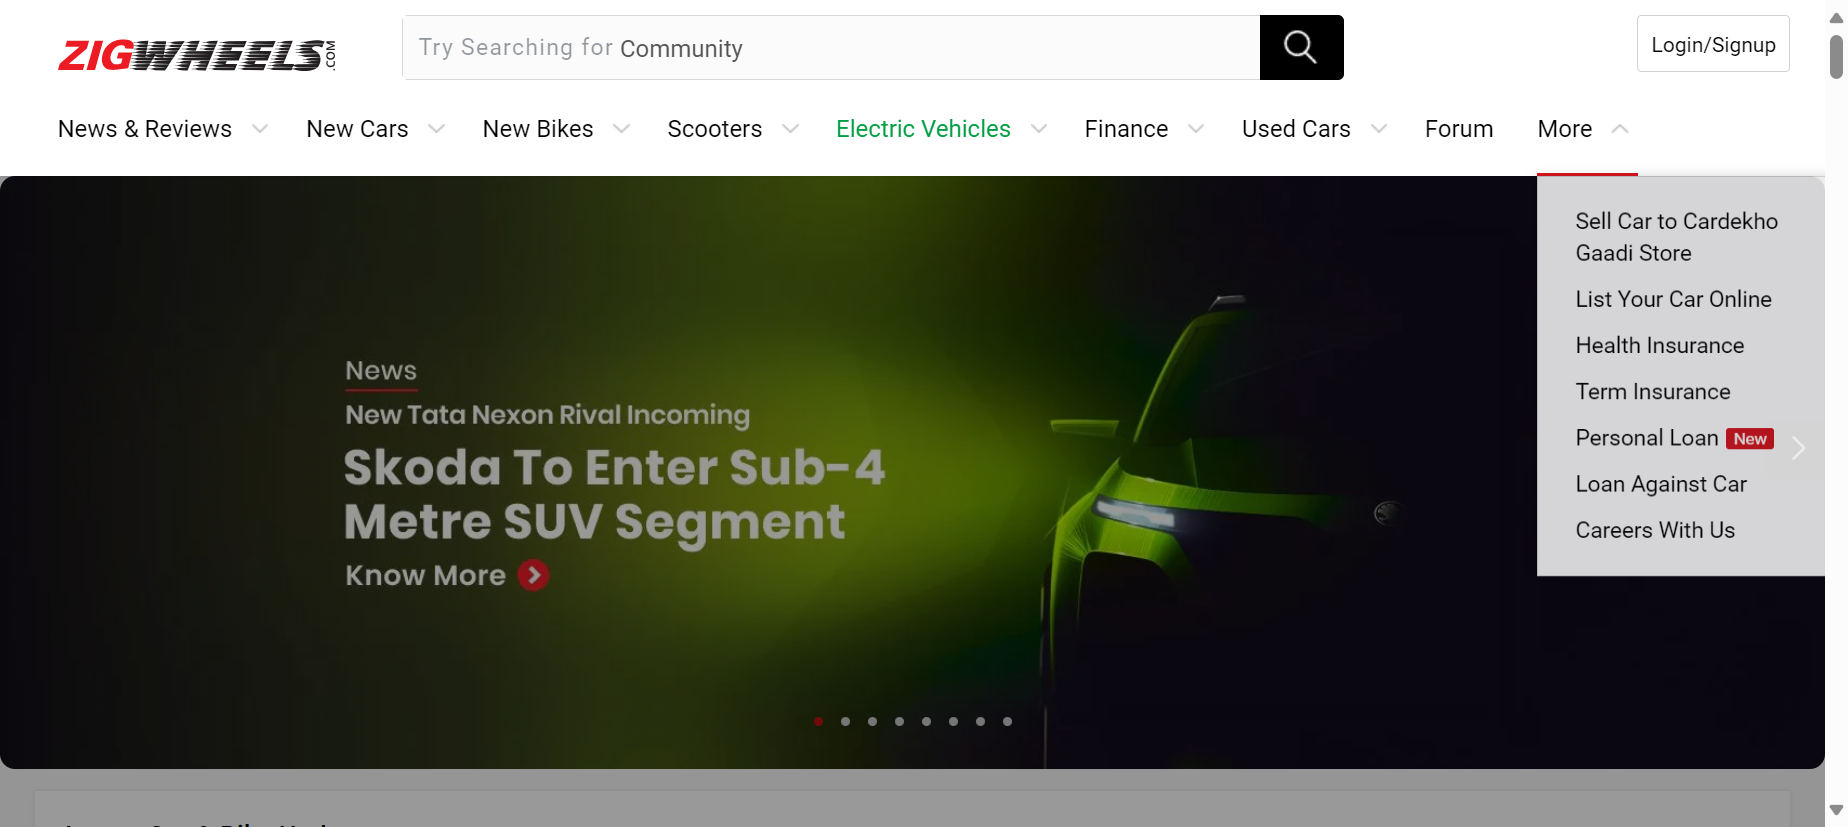 ZIGWHEELS.COM
Try Searching for Community
Login/Signup
News & Reviews
New Cars
New Bikes
Scooters
Electric Vehicles
Finance
Used Cars
Forum
More
Sell Car to Cardekho
Gaadi Store
List Your Car Online
Health Insurance
Term Insurance
Personal Loan New
Loan Against Car
Careers With Us
News
New Tata Nexon Rival Incoming
Skoda To Enter Sub-4
Metre SUV Segment
Know More